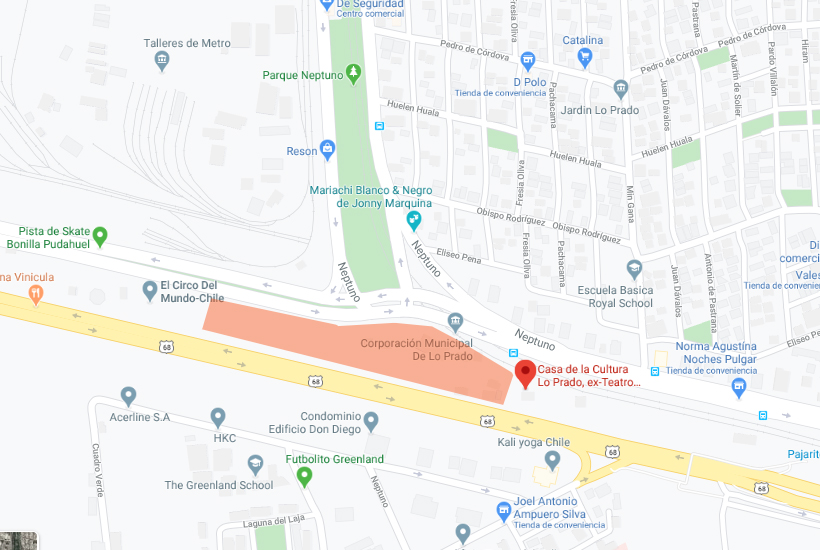 De Seguridad
Centro comercial
Fresia Oliva
Pastrana
Talleres de Metro
Pedro de Córdova
Catalina
Pedro de Córdova
Pedro de Córdova
Pardo Villalón
Hiram
Parque Neptuno
D Polo
Tienda de conveniencia
Pachacama
Jardin Lo Prado
Juan Dávalos
Martín de Solier
Huelen Huala
Reson
Huelen Huala
Huelen Huala
Fresia Oliva
Mariachi Blanco & Negro
de Jonny Marquina
Min Gana
Obispo Rodríguez
Obispo Rodríguez
Pista de Skate
Bonilla Pudahuel
Neptuno
Eliseo Pena
Fresia Oliva
Pachacama
Di
comerci
Vales
Tienda de convenie
Juan Dávalos
Antonio de Pastrana
na Vinicula
El Circo Del
Mundo-Chile
Neptuno
Escuela Basica
Royal School
Corporación Municipal
De Lo Prado
Neptuno
Eliseo Pena
Norma Agustína
Noches Pulgar
Tienda de conveniencia
68
68
Casa de la Cultura
Lo Prado, ex-Teatro...
Acerline S.A
HKC
Condominio
Edificio Don Diego
68
Kali yoga Chile
Pajarit
Cuadro Verde
Futbolito Greenland
The Greenland School
Neptuno
68
Joel Antonio
Ampuero Silva
Tienda de conveniencia
Laguna del Laja